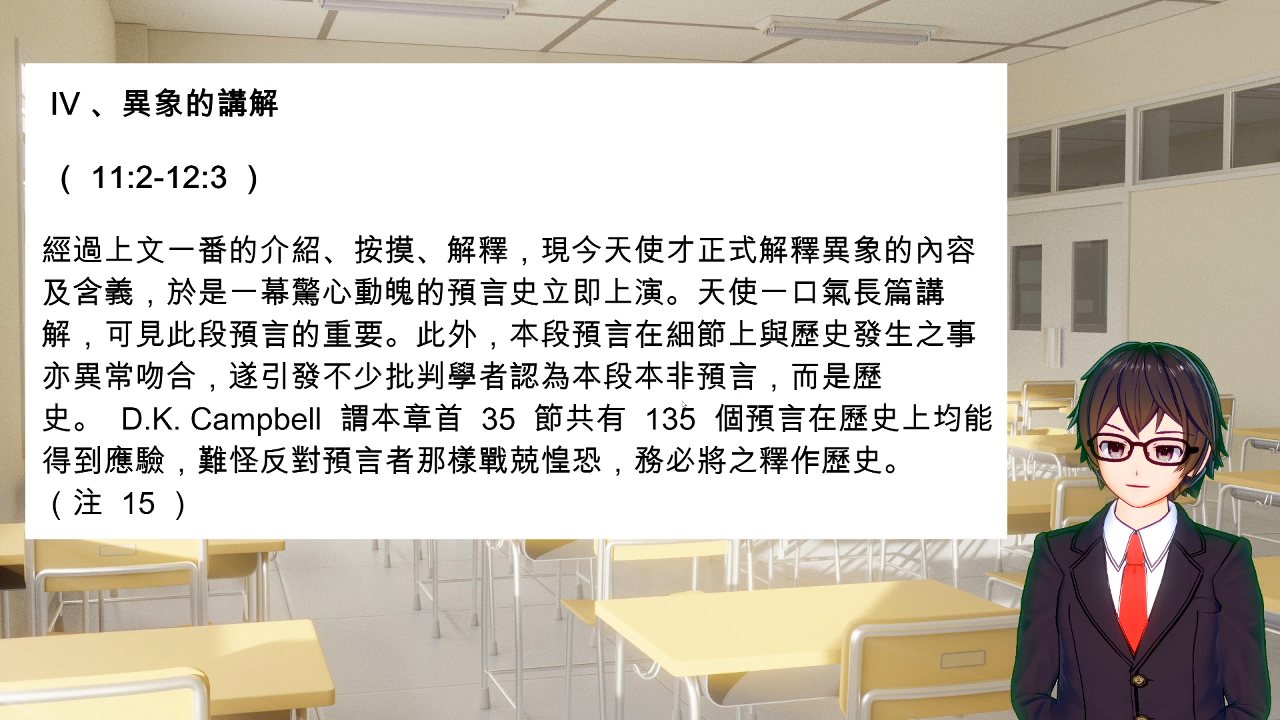 IV 、異象的講解
( 11:2-12:3 )
經過上文一番的介紹、按摸、解釋，現今天使才正式解釋異象的內容
及含義，於是一幕驚心動魄的預言史立即上演。天使一口氣長篇講
解，可見此段預言的重要。此外，本段預言在細節上與歷史發生之事
亦異常吻合，遂引發不少批判學者認為本段本非預言，而是歷
史。 D.K. Campbell 謂本章首 35 節共有 135 個預言在歷史上均能
得到應驗，難怪反對預言者那樣戰兢惶恐，務必將之釋作歷史。
( 注 15 )